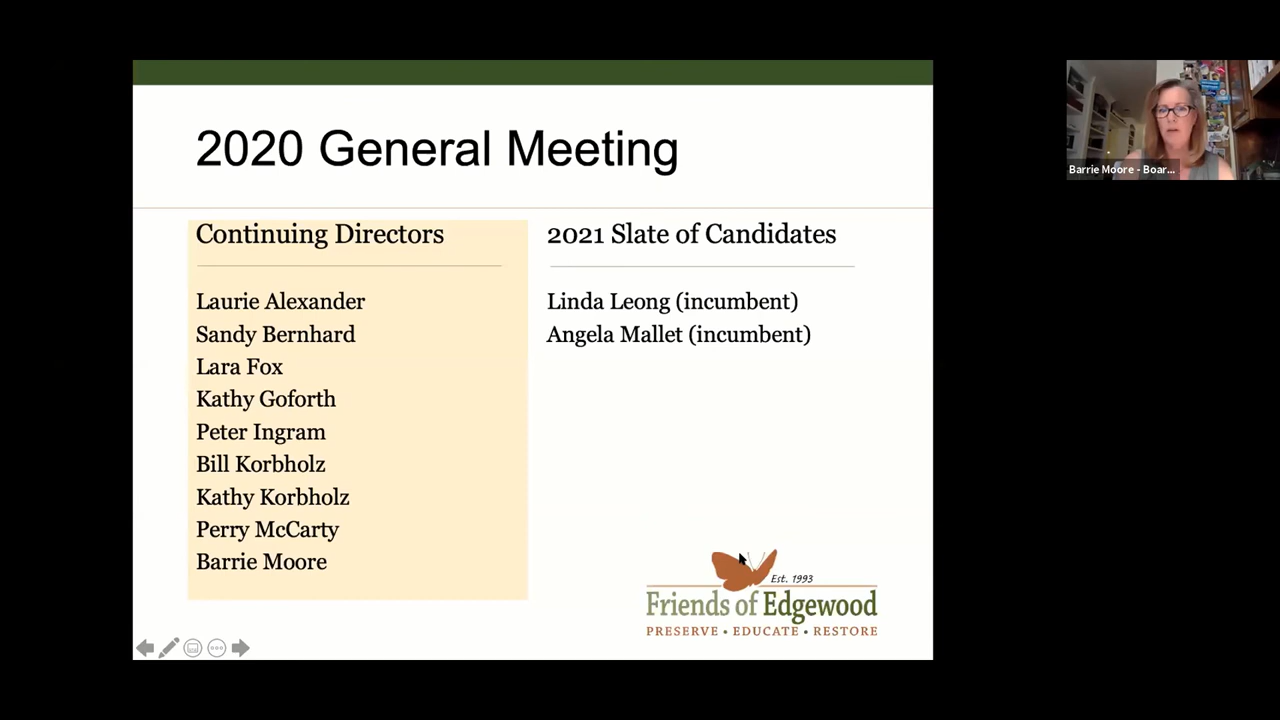 2020 General Meeting
Continuing Directors
Laurie Alexander
Sandy Bernhard
Lara Fox
Kathy Goforth
Peter Ingram
Bill Korbholz
Kathy Korbholz
Perry McCarty
Barrie Moore
2021 Slate of Candidates
Linda Leong (incumbent)
Angela Mallet (incumbent)
Est. 1993
Friends of Edgewood
PRESERVE • EDUCATE • RESTORE
Barrie Moore - Boar...